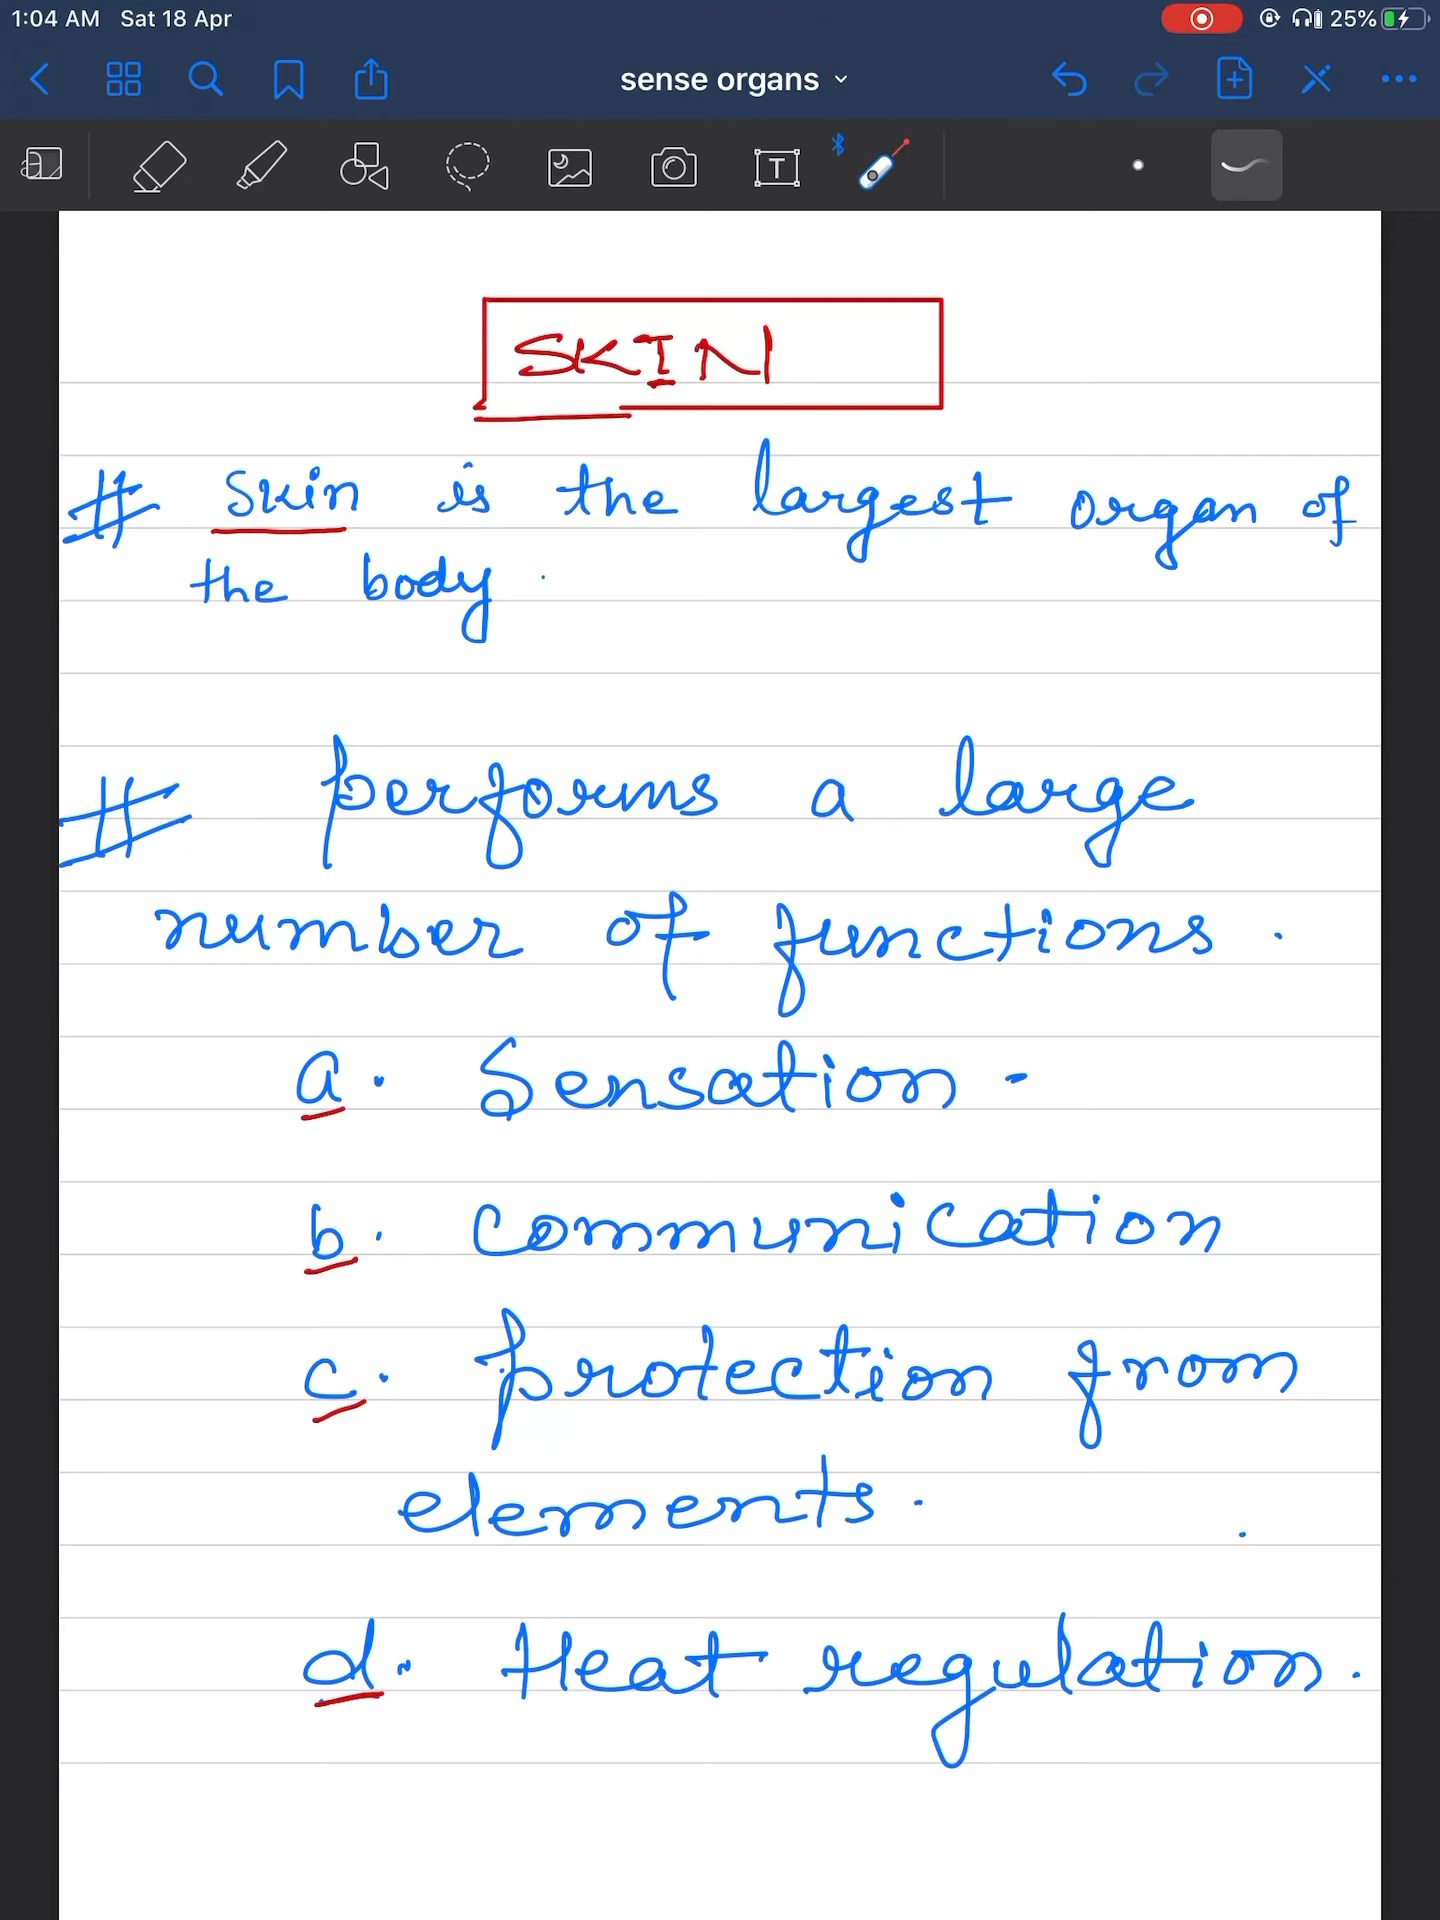 1:04 AM Sat 18 Apr
25%
sense organs
T
SKIN
# Skin is the largest organ of
the body.
# performs a large
number of functions.
a. Sensation.
b. Communication
c. protection from
elements.
d. Heat regulation.